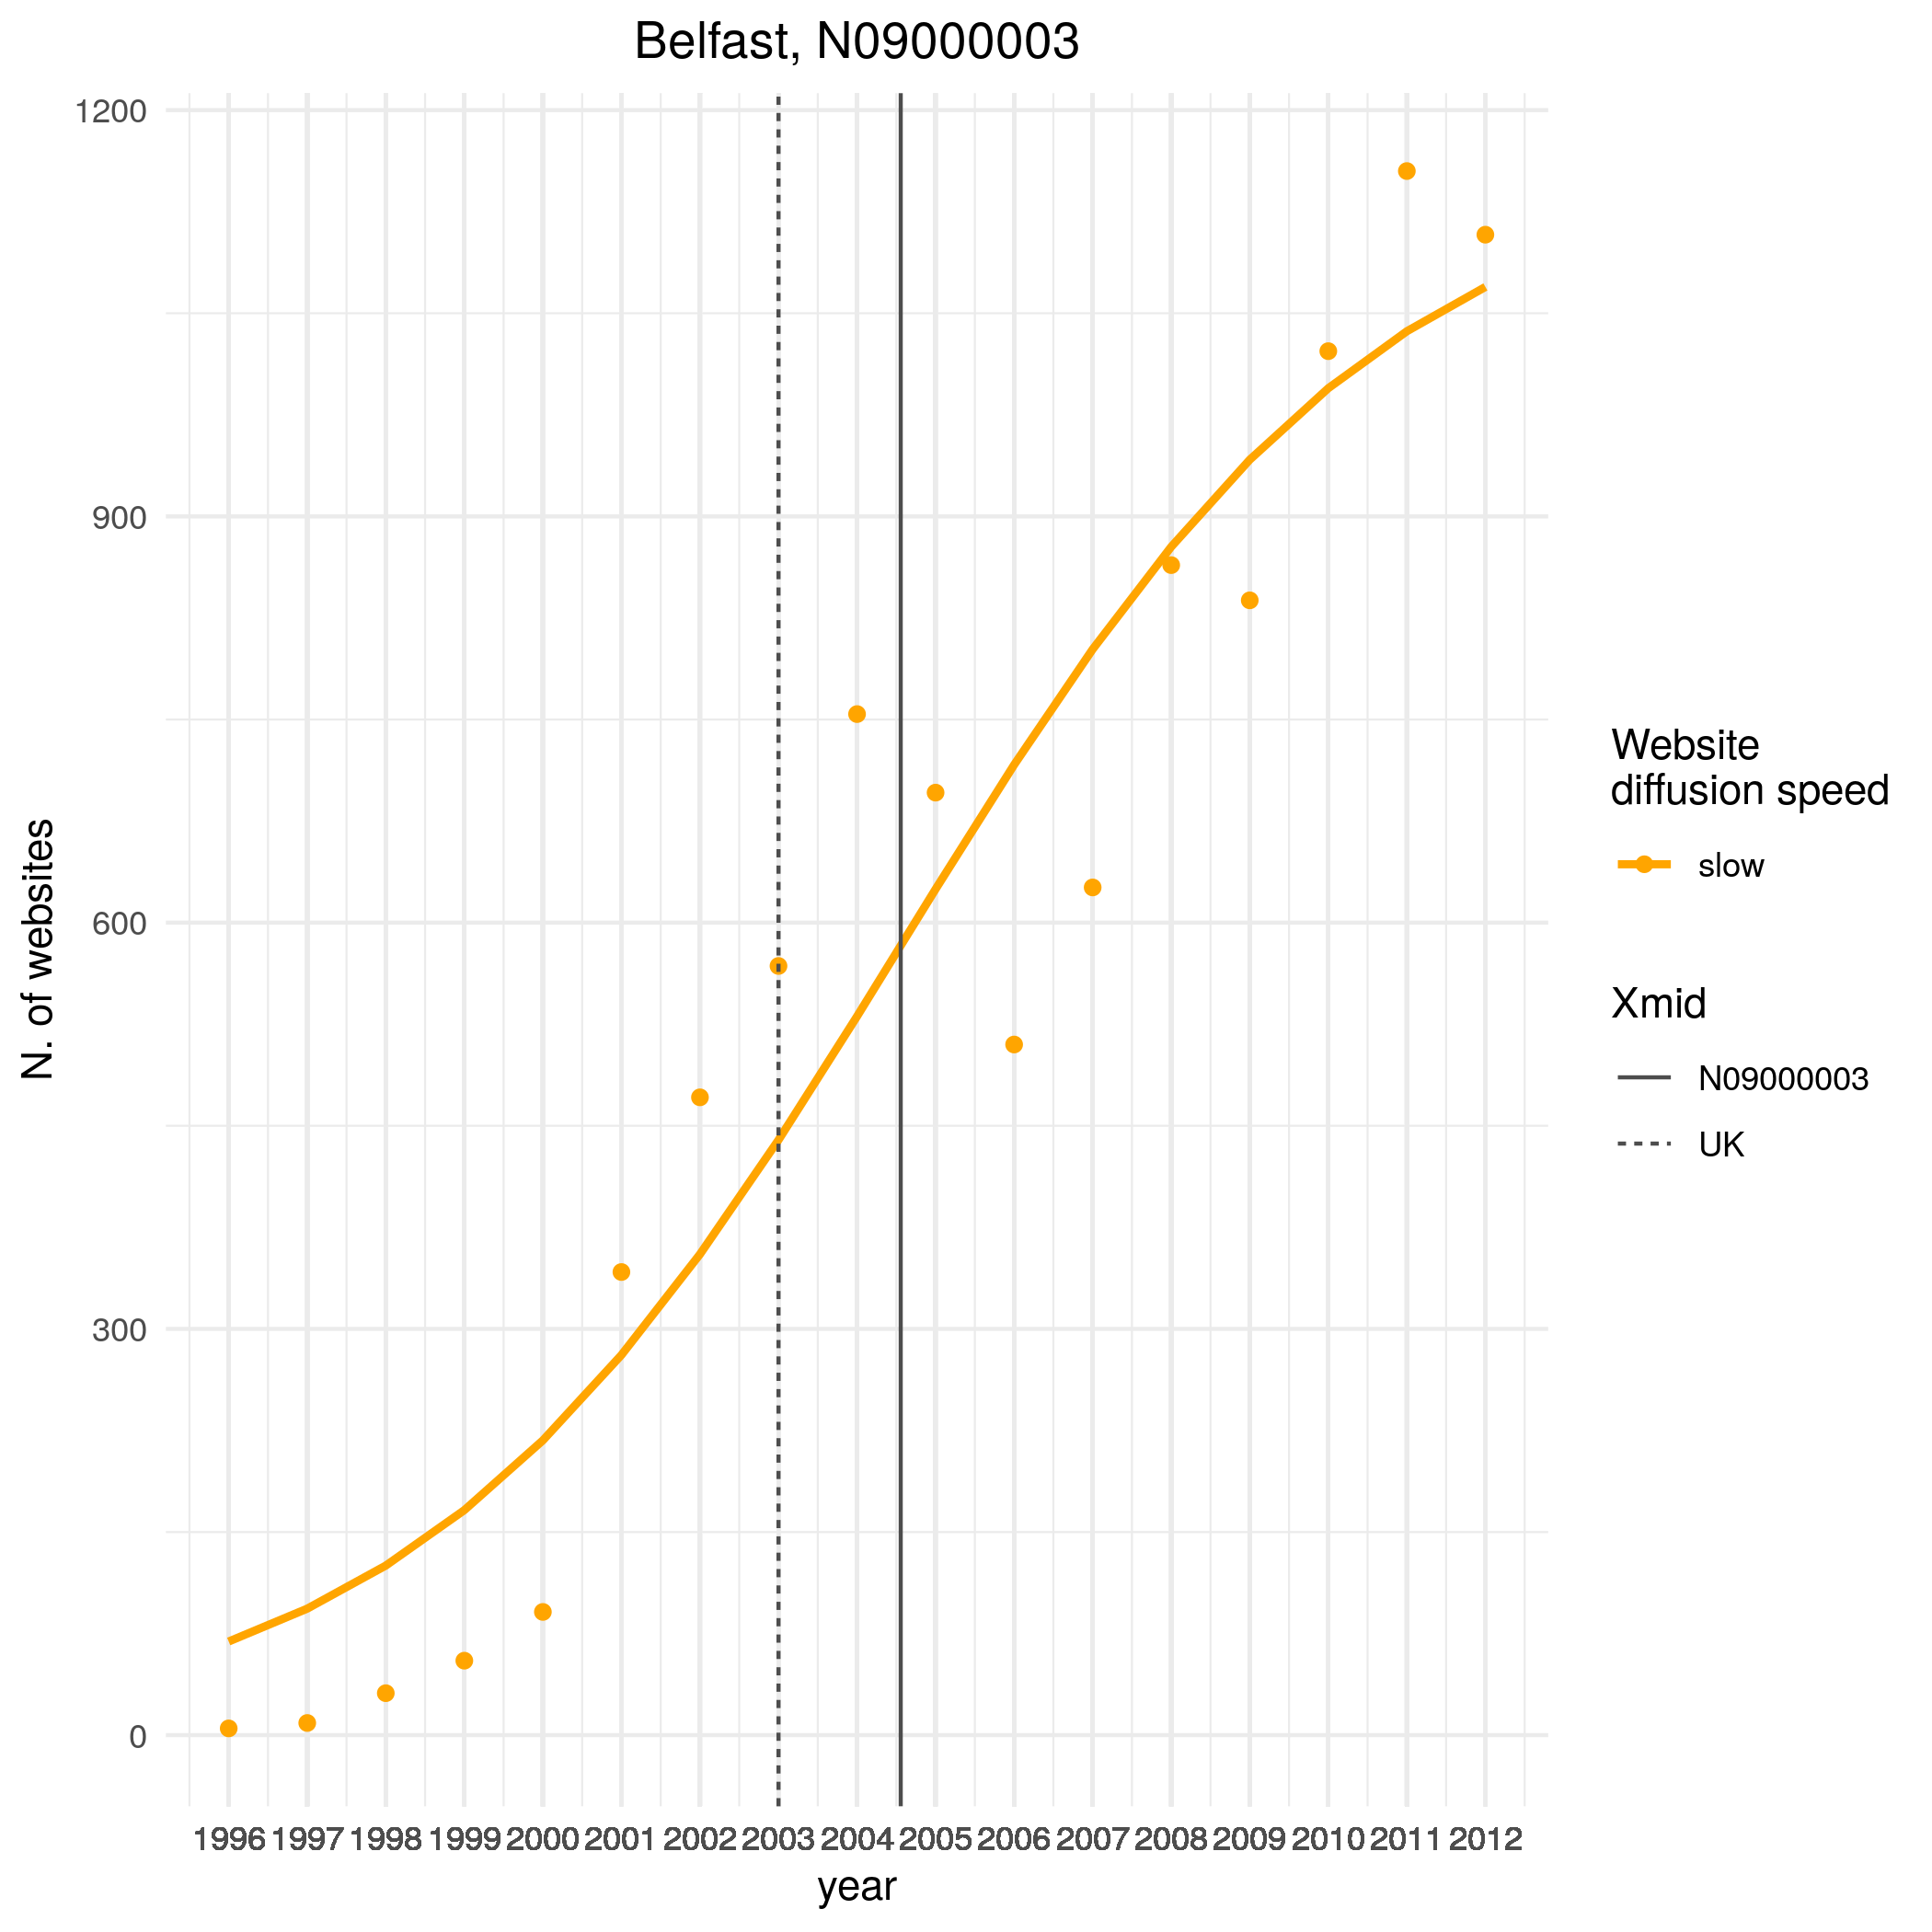 Belfast, N09000003
1200
900
600
300
0
N. of websites
1996 1997 1998 1999 2000 2001 2002 2003 2004 2005 2006 2007 2008 2009 2010 2011 2012
year
Website
diffusion speed
slow
Xmid
N09000003
UK